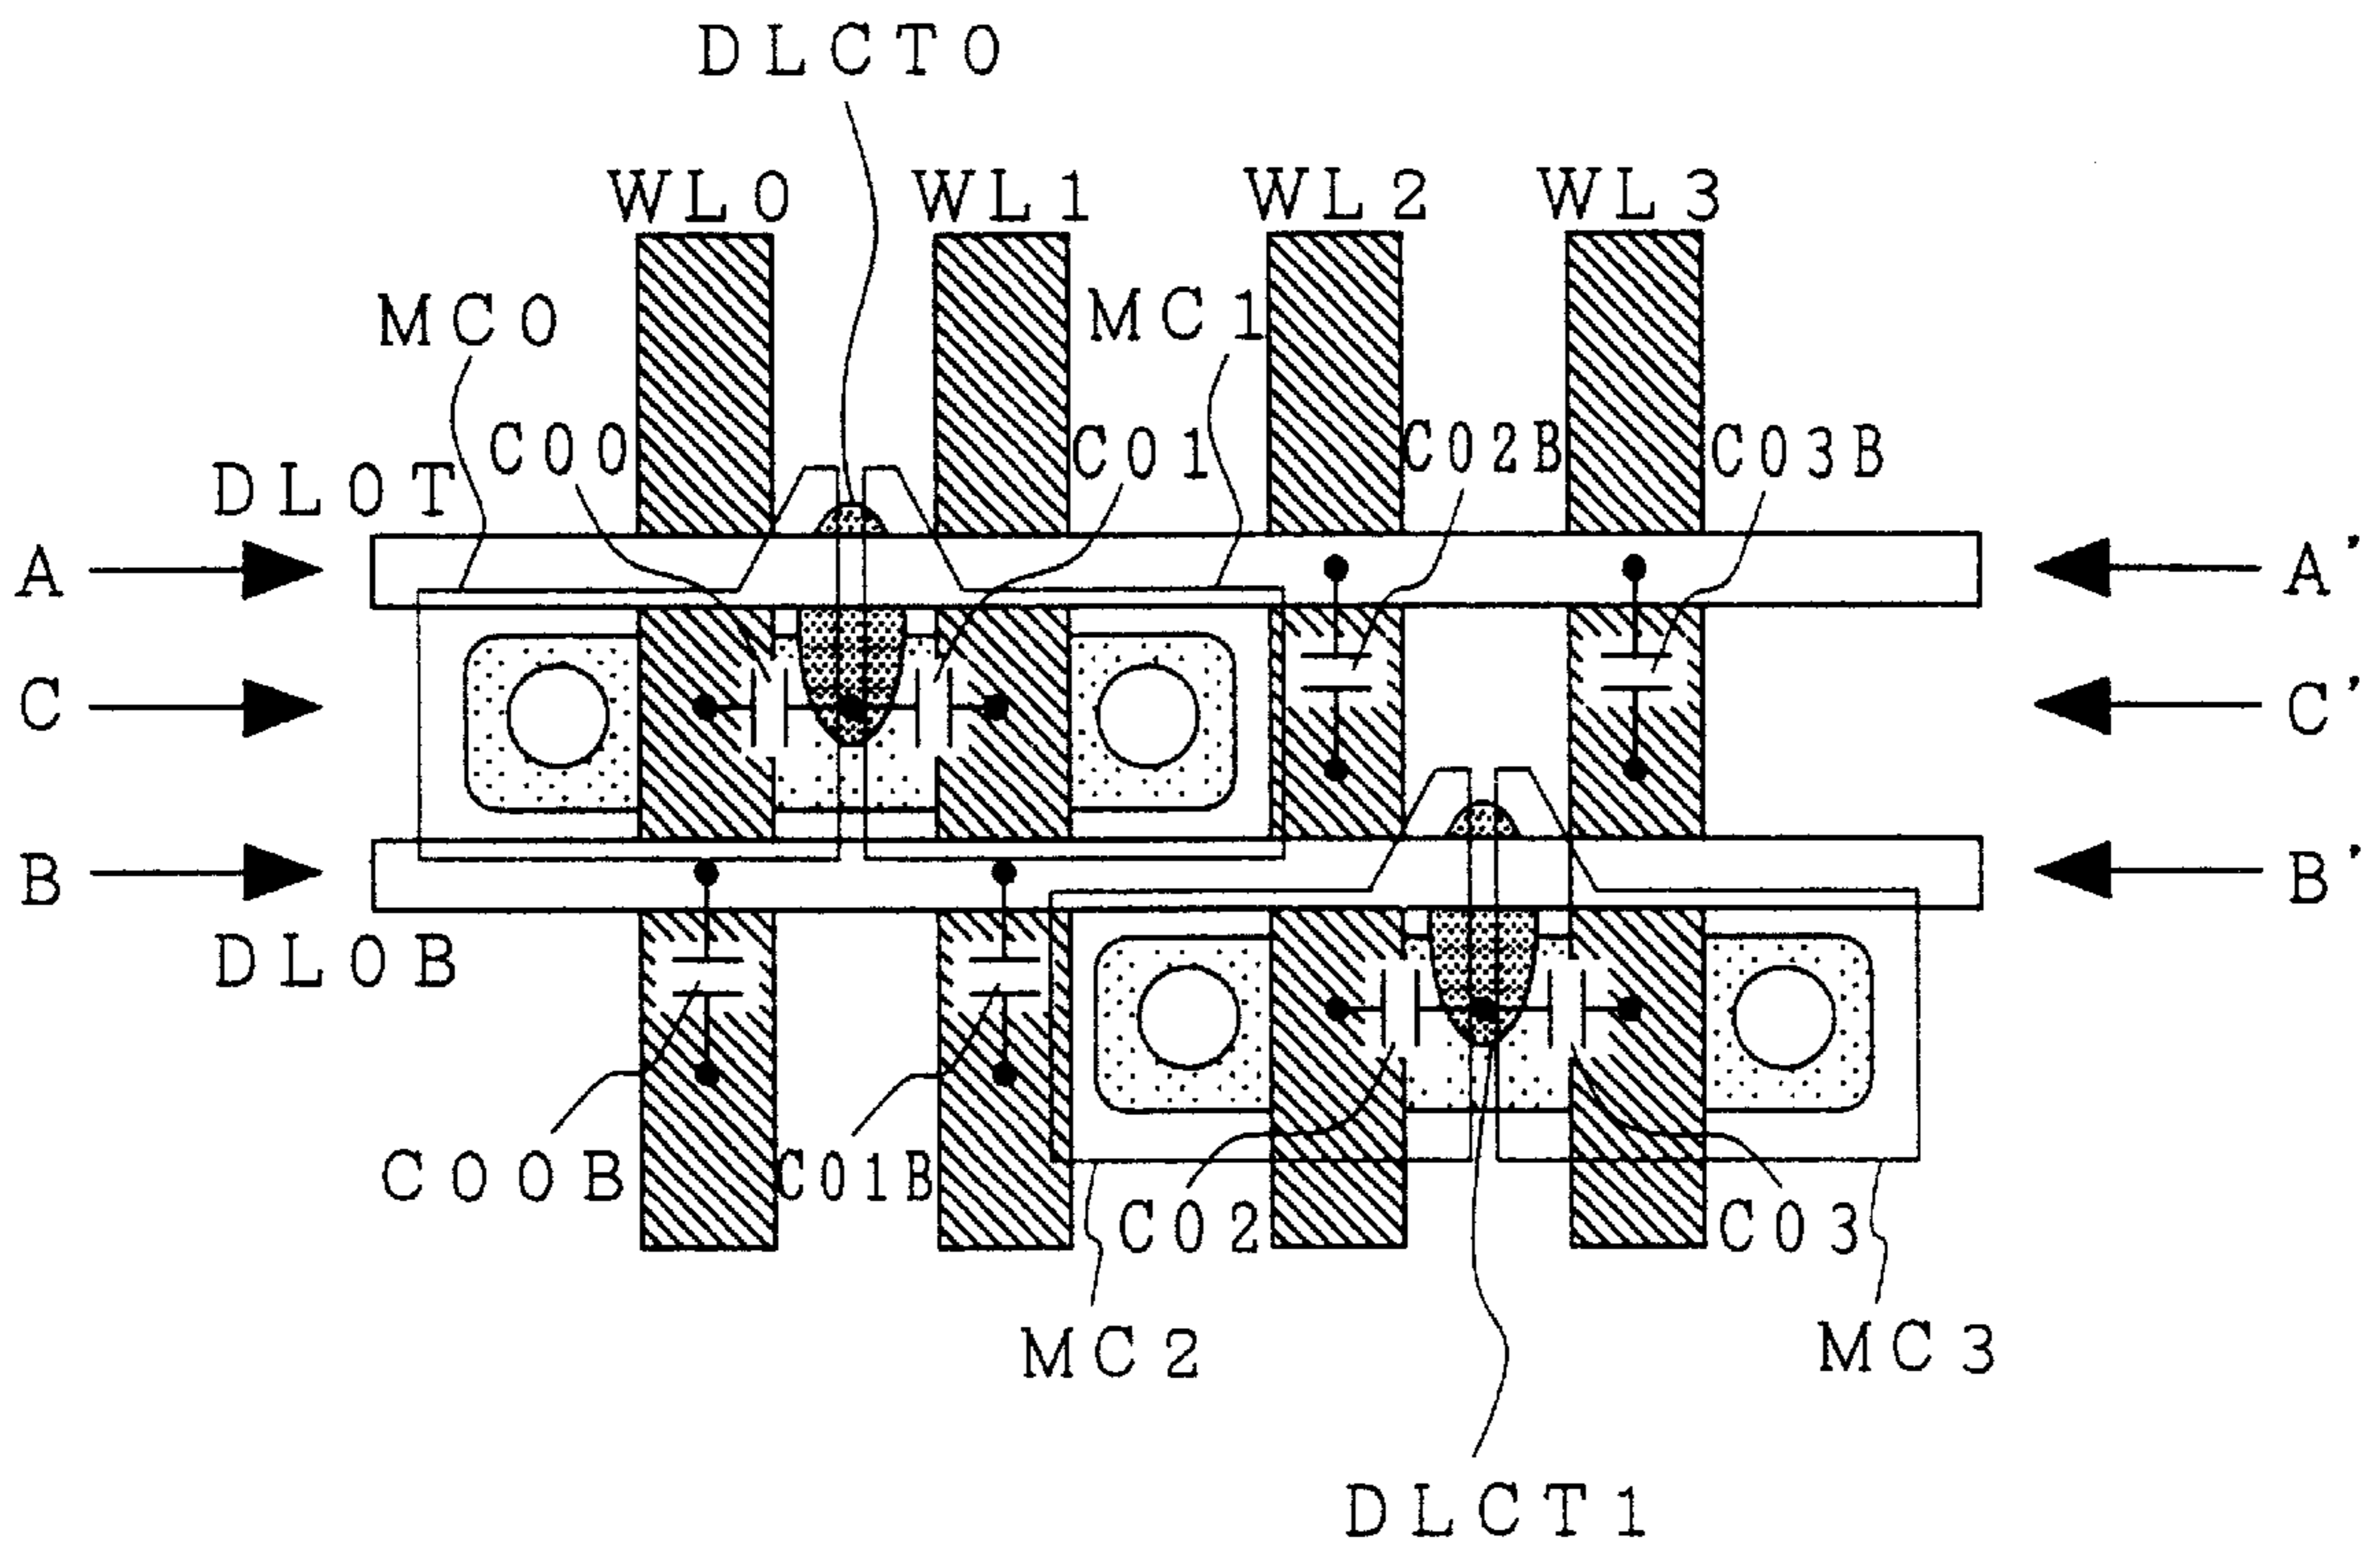 DLCT0
WL0 WL1 WL2 WL3
MC0 MC1
C00 C01 C02B C03B
DL0T
A A'
C C'
B B'
DL0B
C00B C01B C02 C03
MC2 MC3
DLCT1